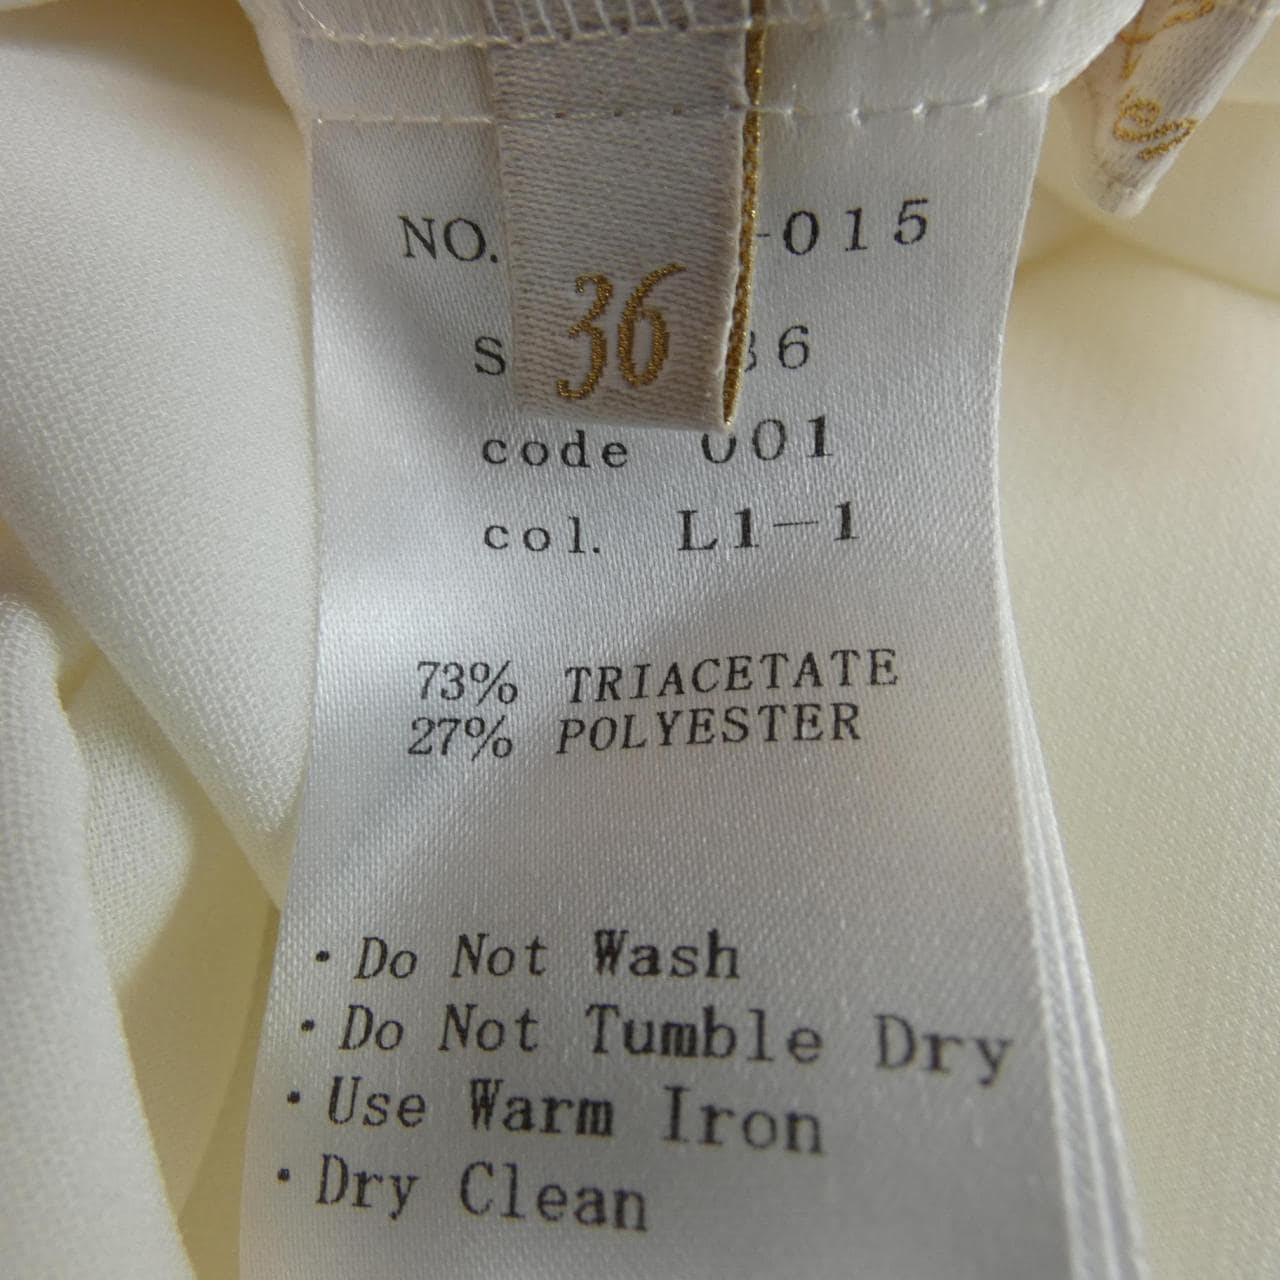 NO. -015
36
S 36
code 001
col. L1-1
73% TRIACETATE
27% POLYESTER
· Do Not Wash
· Do Not Tumble Dry
· Use Warm Iron
· Dry Clean